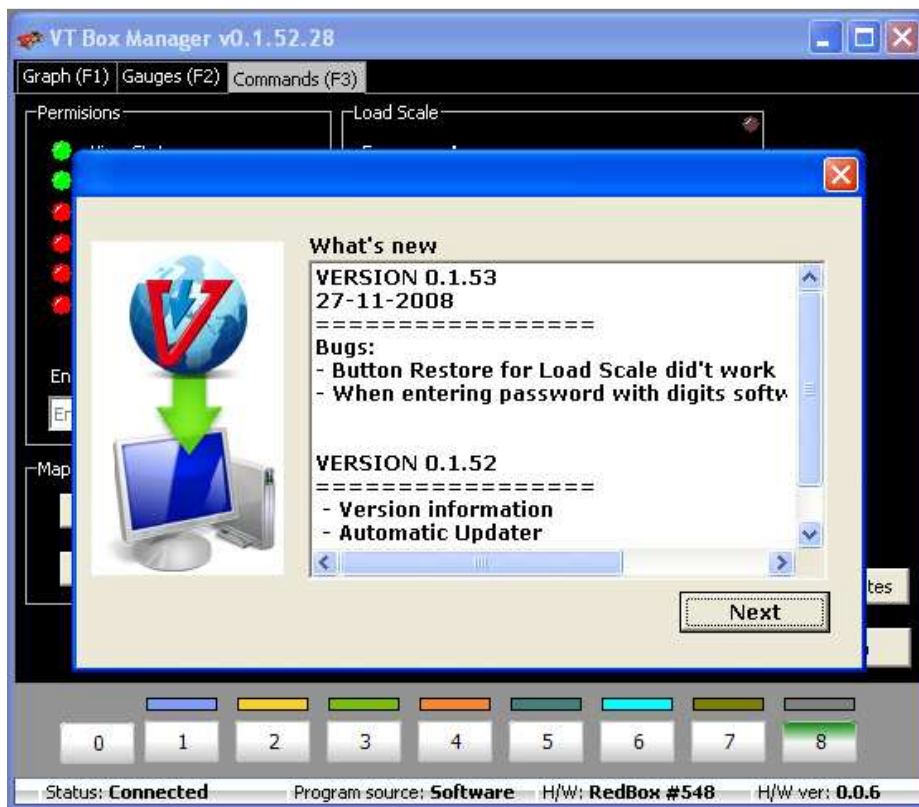 VT Box Manager v0.1.52.28
Graph (F1) Gauges (F2) Commands (F3)
Permisions
Load Scale
What's new
VERSION 0.1.53
27-11-2008
==================
Bugs:
- Button Restore for Load Scale did't work
- When entering password with digits softw
VERSION 0.1.52
==================
- Version information
- Automatic Updater
En
Er
Map
tes
Next
0 1 2 3 4 5 6 7 8
Status: Connected Program source: Software H/W: RedBox #548 H/W ver: 0.0.6